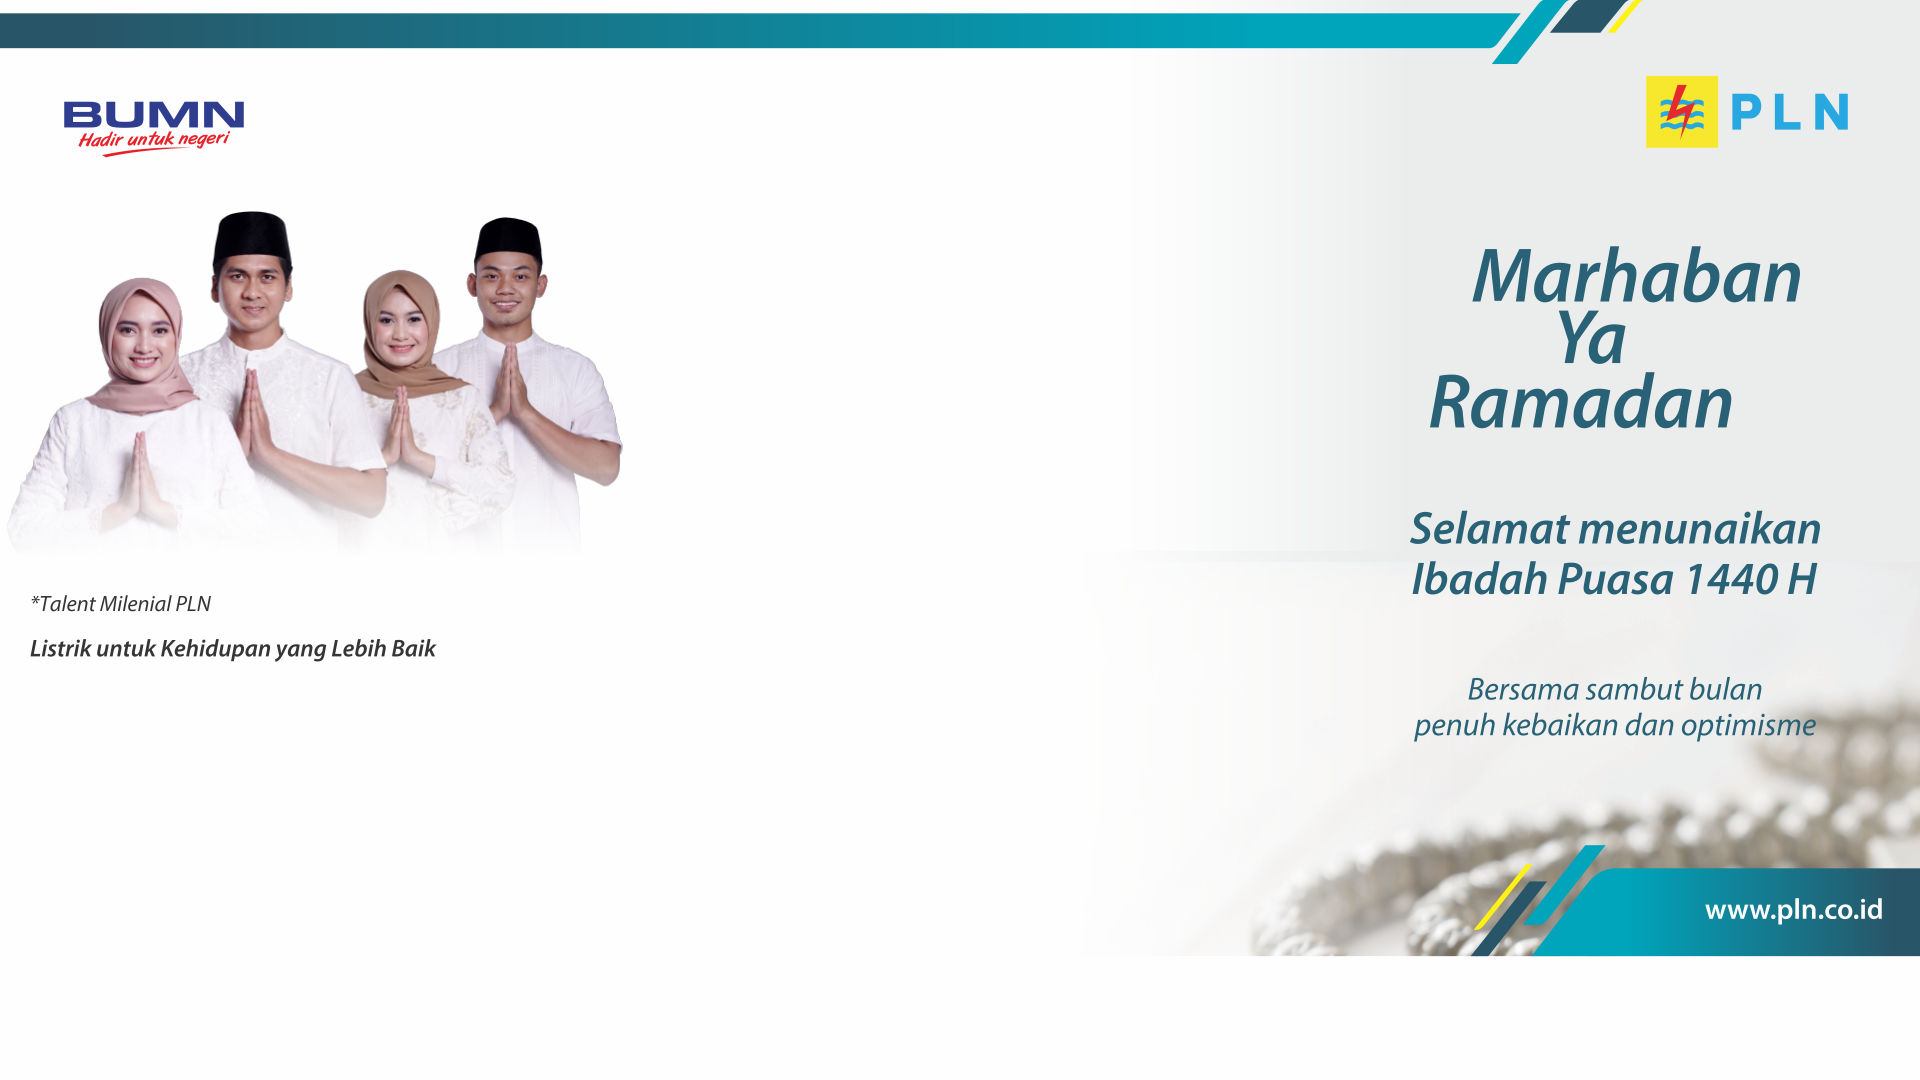 BUMN
Hadir untuk negeri
PLN
Marhaban
Ya
Ramadan
Selamat menunaikan
Ibadah Puasa 1440 H
Bersama sambut bulan
penuh kebaikan dan optimisme
*Talent Milenial PLN
Listrik untuk Kehidupan yang Lebih Baik
www.pln.co.id